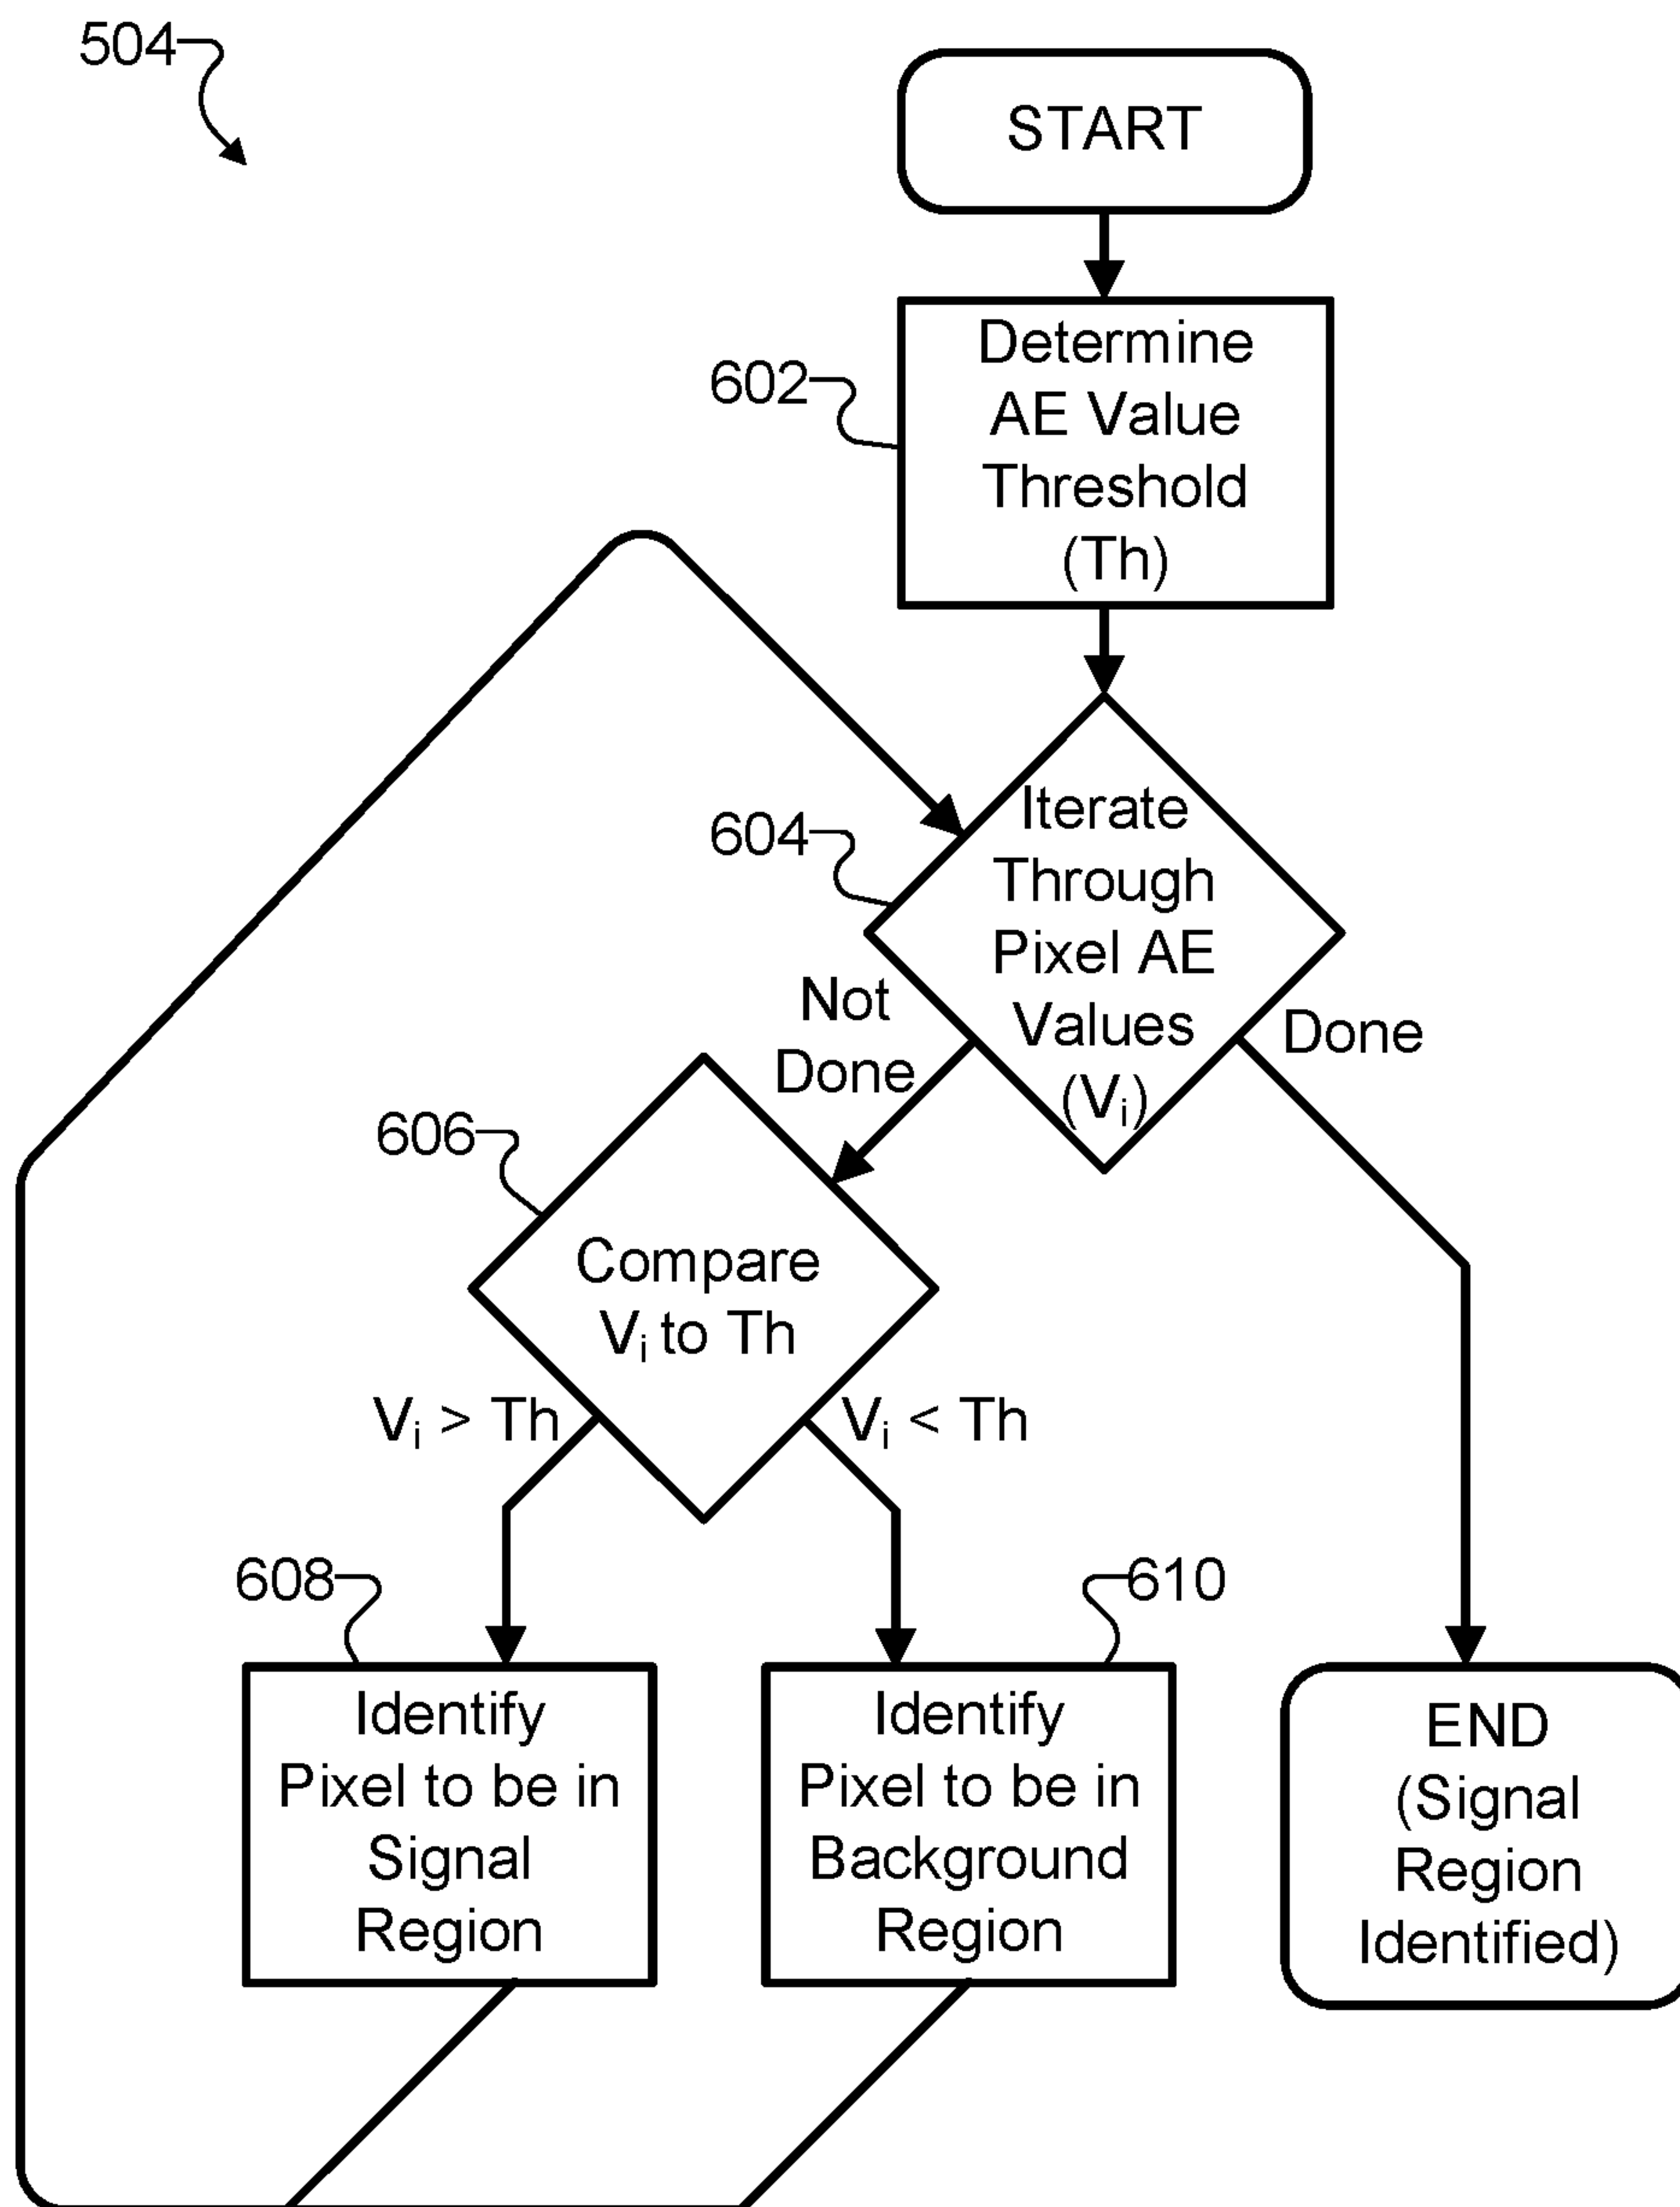 504
START
602
Determine
AE Value
Threshold
(Th)
604
Iterate
Through
Pixel AE
Values
(Vi)
Not
Done
Done
606
Compare
Vi to Th
Vi > Th
Vi < Th
608
610
Identify
Pixel to be in
Signal
Region
Identify
Pixel to be in
Background
Region
END
(Signal
Region
Identified)